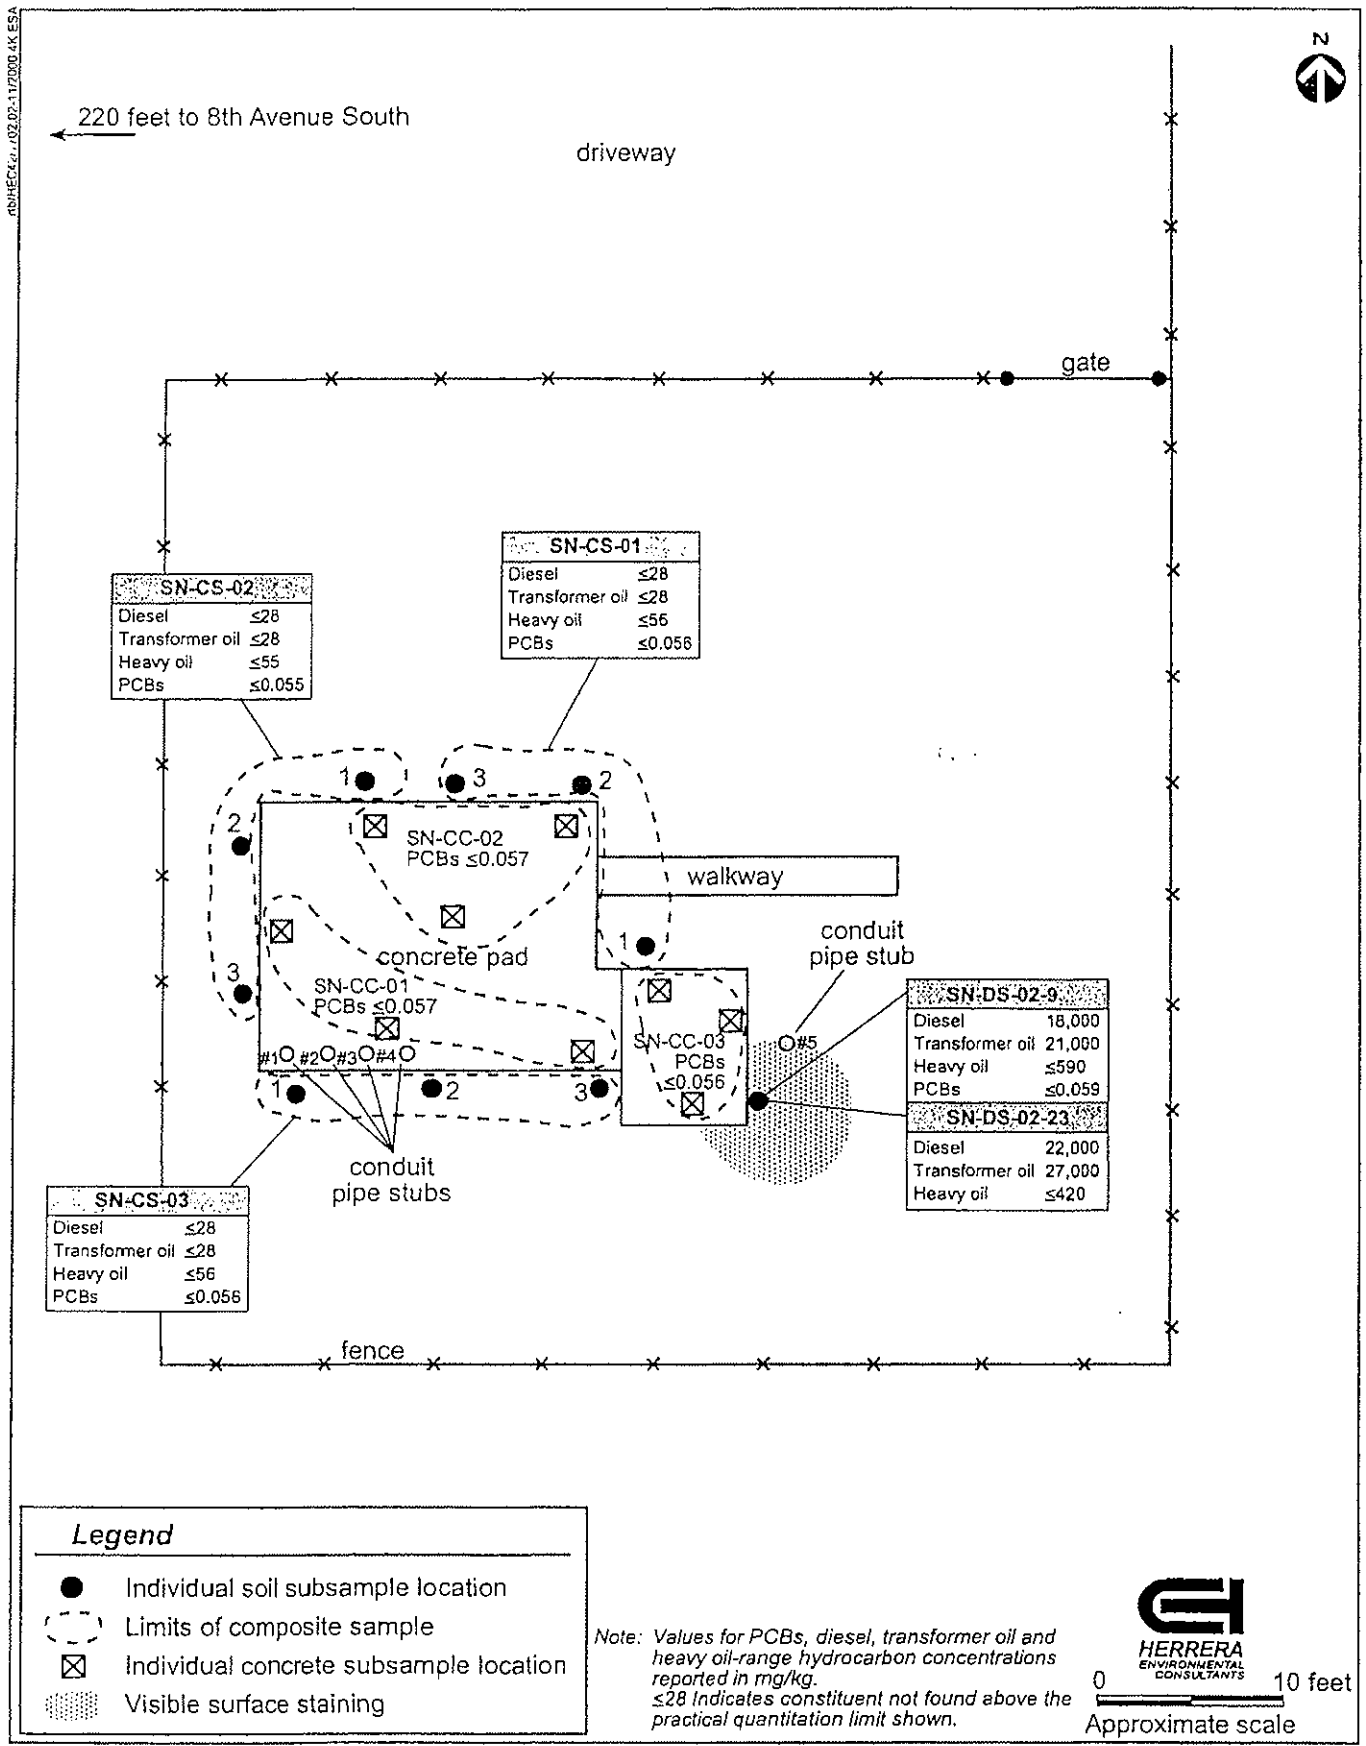 220 feet to 8th Avenue South
driveway
N
gate
SN-CS-01
Diesel ≤28
Transformer oil ≤28
Heavy oil ≤56
PCBs ≤0.056
SN-CS-02
Diesel ≤28
Transformer oil ≤28
Heavy oil ≤55
PCBs ≤0.055
1
3
2
2
SN-CC-02
PCBs ≤0.057
walkway
1
conduit
pipe stub
concrete pad
3
SN-CC-01
PCBs ≤0.057
SN-DS-02-9
Diesel 18,000
Transformer oil 21,000
Heavy oil ≤590
PCBs ≤0.059
#1
#2
#3
#4
SN-CC-03
PCBs
≤0.056
#5
1
2
3
SN-DS-02-23
Diesel 22,000
Transformer oil 27,000
Heavy oil ≤420
conduit
pipe stubs
SN-CS-03
Diesel ≤28
Transformer oil ≤28
Heavy oil ≤56
PCBs ≤0.056
fence
Legend
Individual soil subsample location
Limits of composite sample
Individual concrete subsample location
Visible surface staining
Note: Values for PCBs, diesel, transformer oil and
heavy oil-range hydrocarbon concentrations
reported in mg/kg.
≤28 Indicates constituent not found above the
practical quantitation limit shown.
HERRERA
ENVIRONMENTAL
CONSULTANTS
0 10 feet
Approximate scale